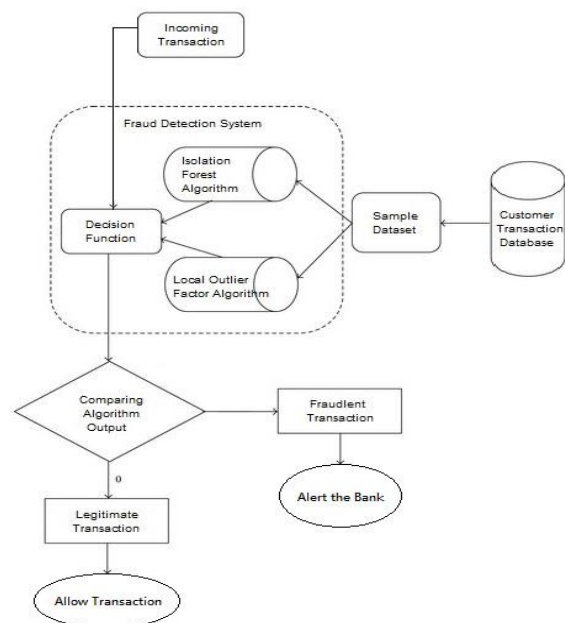 Incoming
Transaction
Fraud Detection System
Isolation
Forest
Algorithm
Decision
Function
Sample
Dataset
Customer
Transaction
Database
Local Outlier
Factor Algorithm
Comparing
Algorithm
Output
Fraudlent
Transaction
0
Alert the Bank
Legitimate
Transaction
Allow Transaction